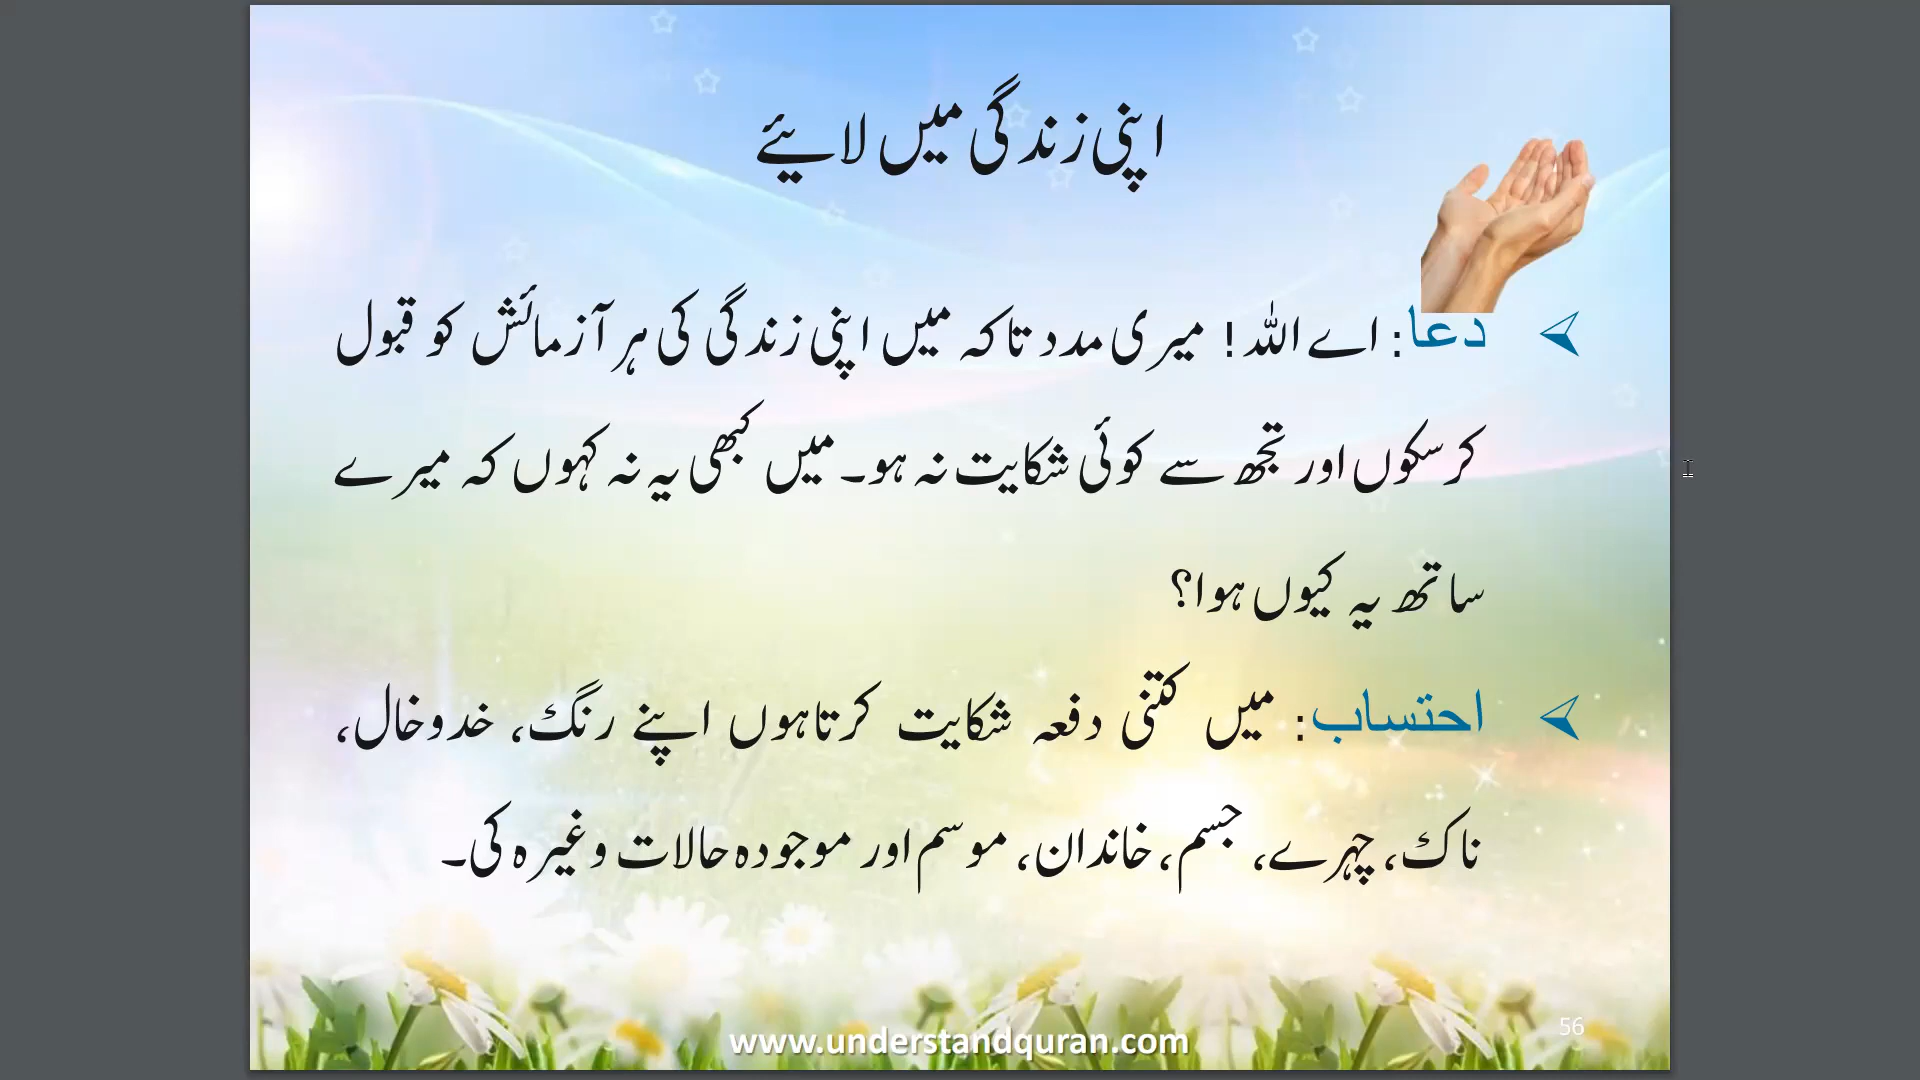 اپنی زندگی میں لائیے
دعا: اے اللہ! میری مدد تاکہ میں اپنی زندگی کی ہر آزمائش کو قبول
کرسکوں اور تجھ سے کوئی شکایت نہ ہو۔ میں کبھی یہ نہ کہوں کہ میرے
ساتھ یہ کیوں ہوا؟
احتساب: میں کتنی دفعہ شکایت کرتاہوں اپنے رنگ، خدوخال،
ناک، چہرے، جسم، خاندان، موسم اور موجودہ حالات وغیرہ کی۔
www.understandquran.com
56